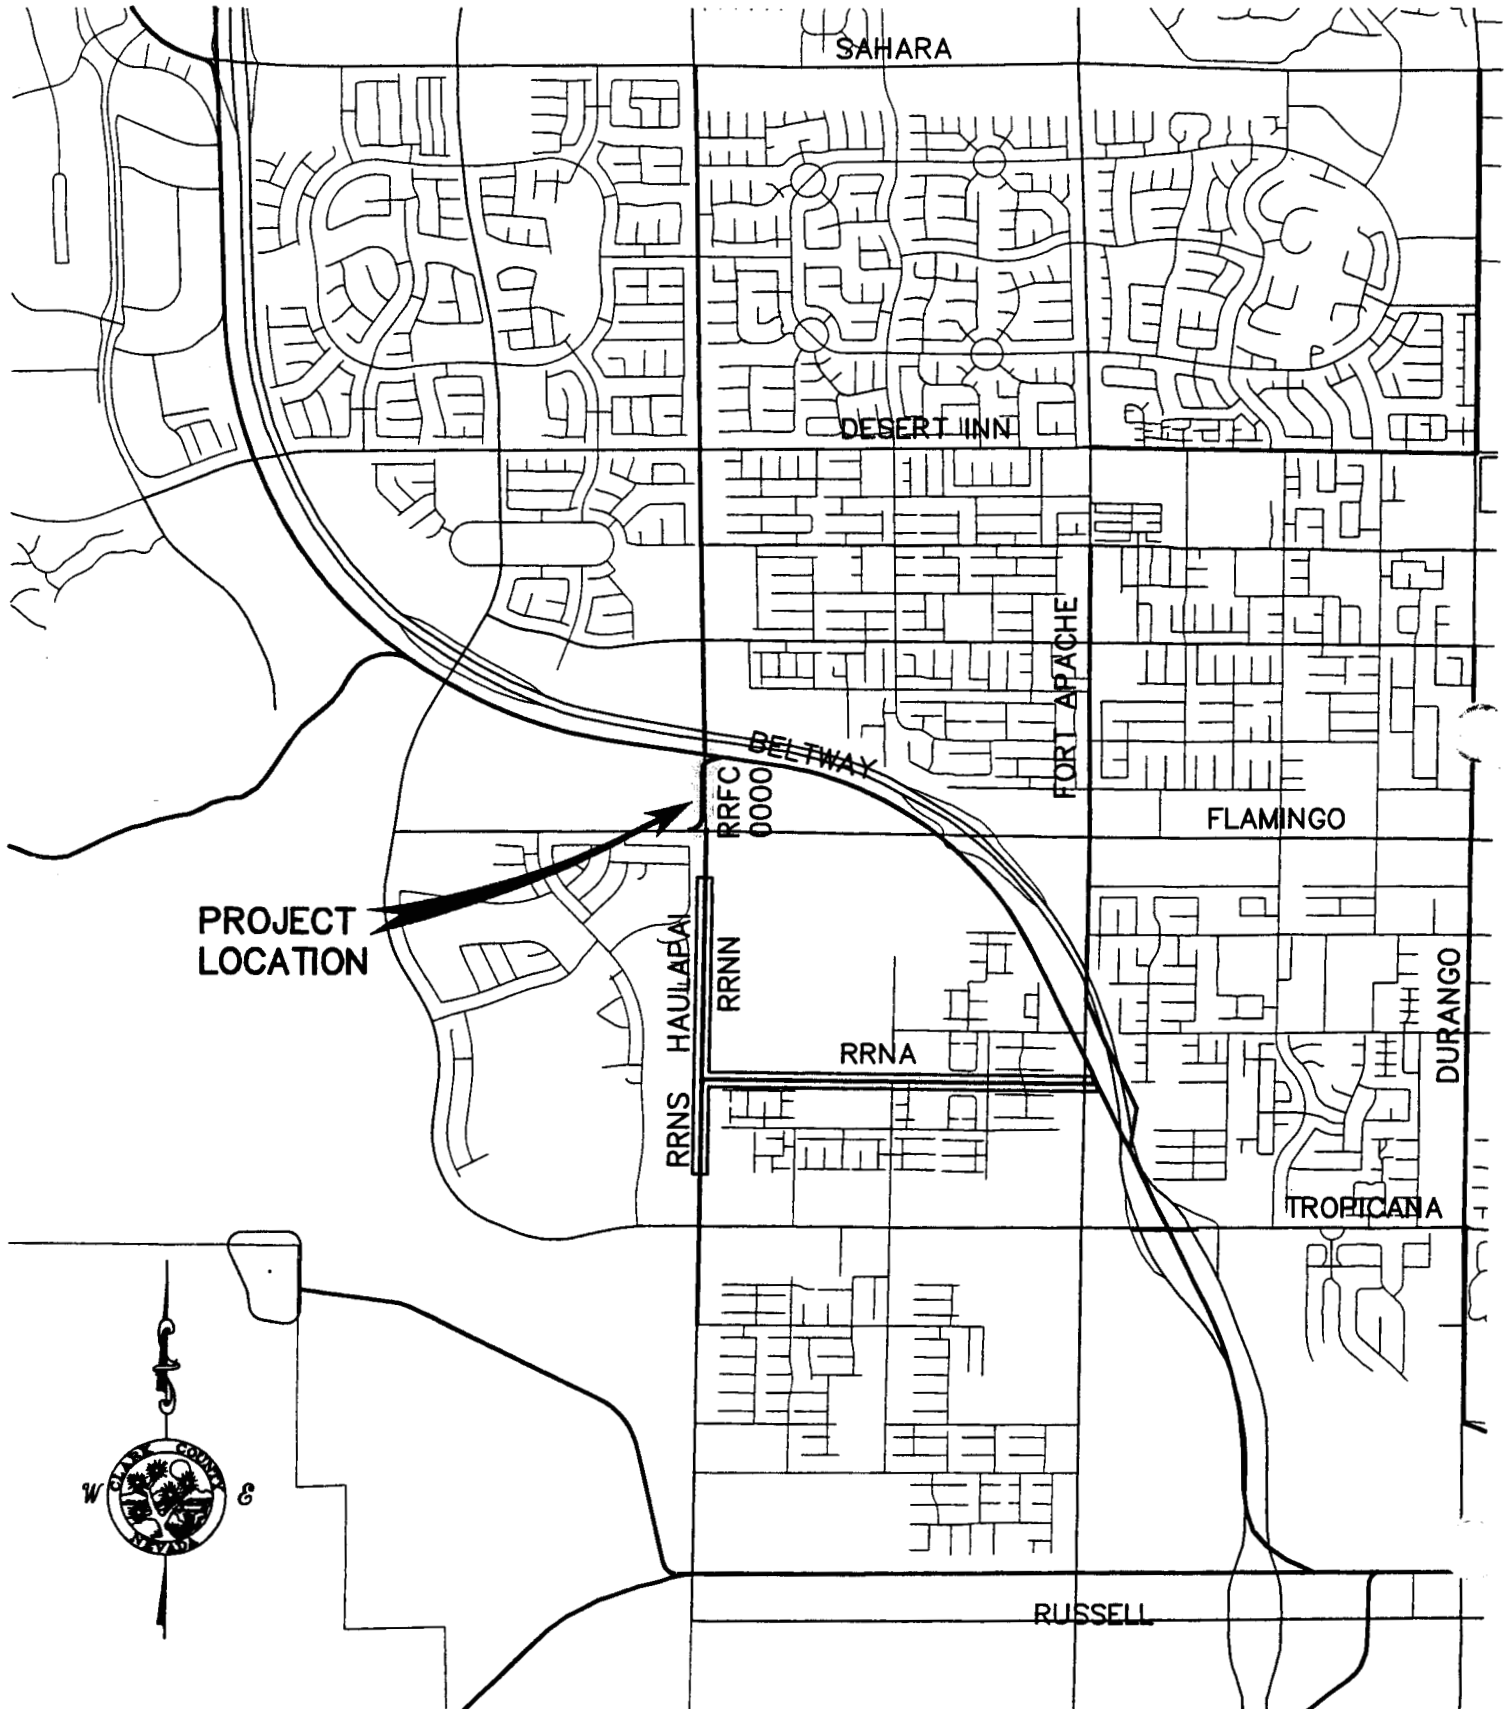 SAHARA
DESERT INN
FORT APACHE
BELTWAY
RRFC
0000
FLAMINGO
PROJECT
LOCATION
HAULAPAI
RRNN
DURANGO
RRNA
RRNS
TROPICANA
CLARK COUNTY
W
E
NEVADA
RUSSELL